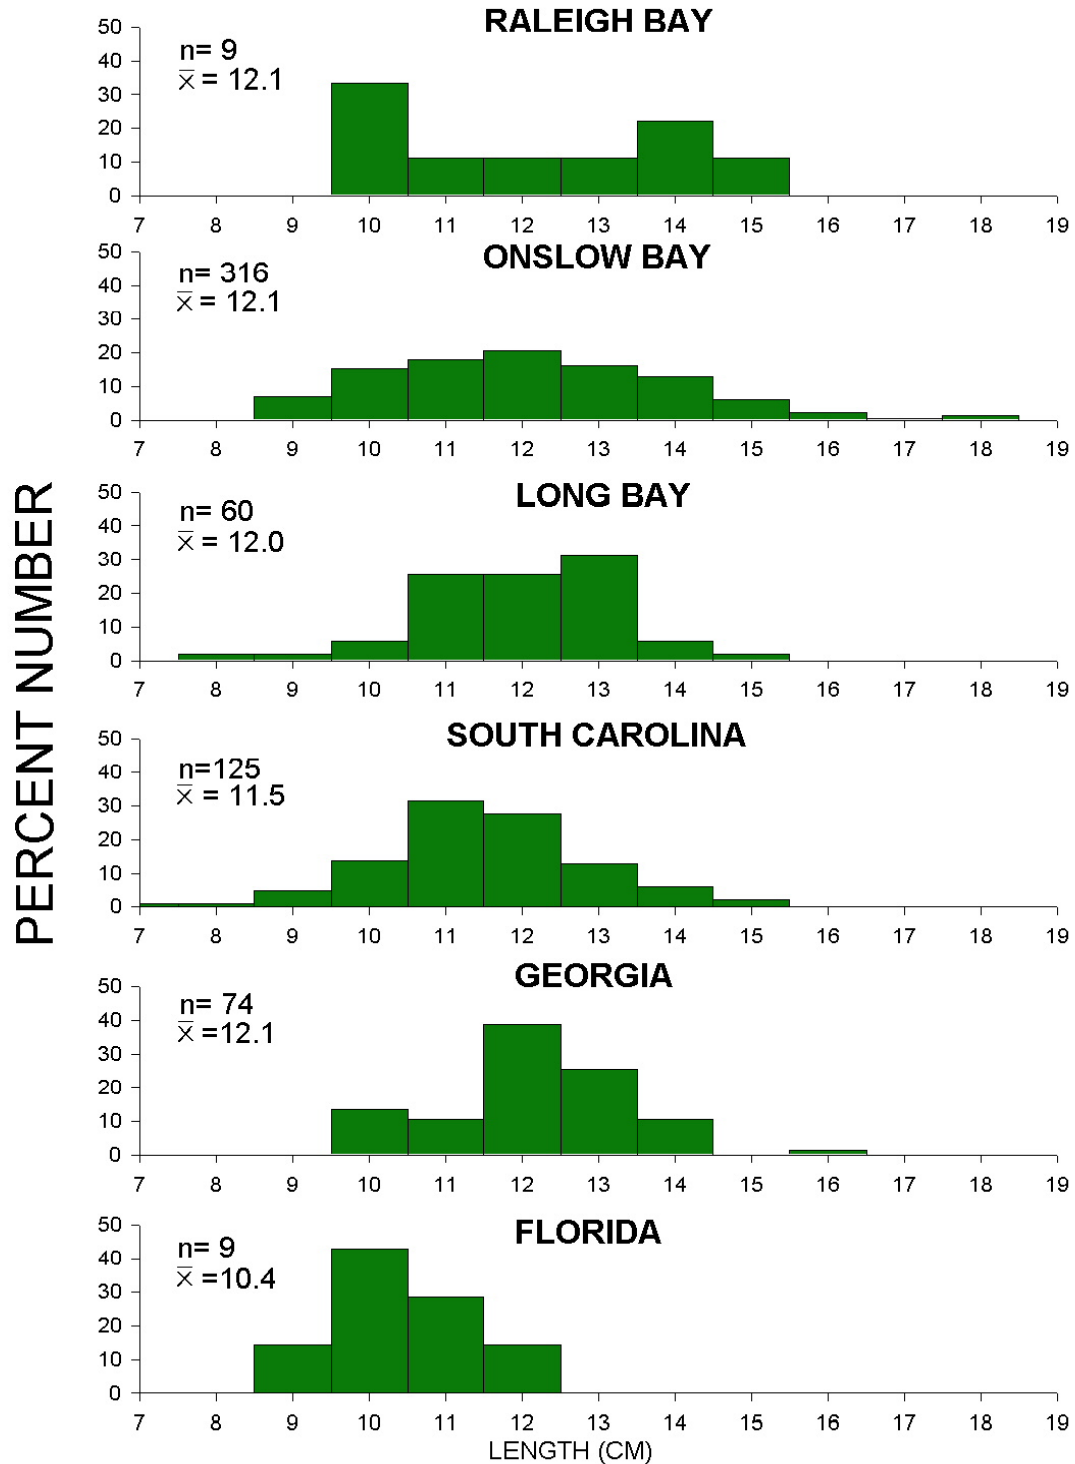 RALEIGH BAY
50
n= 9
40
x̅ = 12.1
30
20
10
0
7 8 9 10 11 12 13 14 15 16 17 18 19
ONSLOW BAY
50
n= 316
40
x̅ = 12.1
30
20
10
0
7 8 9 10 11 12 13 14 15 16 17 18 19
PERCENT NUMBER
LONG BAY
50
n= 60
40
x̅ = 12.0
30
20
10
0
7 8 9 10 11 12 13 14 15 16 17 18 19
SOUTH CAROLINA
50
n=125
40
x̅ = 11.5
30
20
10
0
7 8 9 10 11 12 13 14 15 16 17 18 19
GEORGIA
50
n= 74
40
x̅ =12.1
30
20
10
0
7 8 9 10 11 12 13 14 15 16 17 18 19
FLORIDA
50
n= 9
40
x̅ =10.4
30
20
10
0
7 8 9 10 11 12 13 14 15 16 17 18 19
LENGTH (CM)